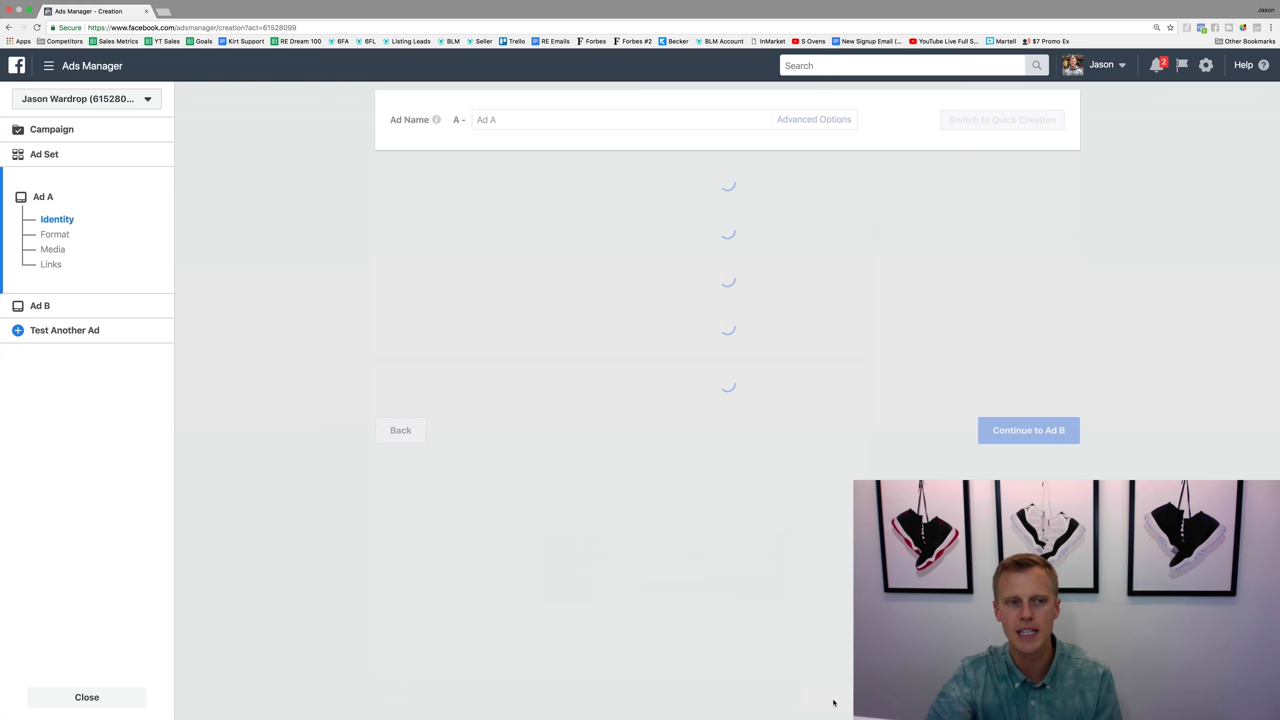 Ads Manager - Creation
Jason
Secure
https://www.facebook.com/adsmanager/creation?act=61528099
Apps
Competitors
Sales Metrics
YT Sales
Goals
Kirt Support
RE Dream 100
6FA
6FL
Listing Leads
BLM
Seller
Trello
RE Emails
Forbes
Forbes #2
Becker
BLM Account
InMarket
S Ovens
New Signup Email (...
YouTube Live Full S...
Martell
$7 Promo Ex
Other Bookmarks
Ads Manager
Search
Jason
2
Help
Jason Wardrop (615280...
Campaign
Ad Set
Ad A
Identity
Format
Media
Links
Ad B
Test Another Ad
Close
Ad Name
A -
Ad A
Advanced Options
Switch to Quick Creation
Back
Continue to Ad B